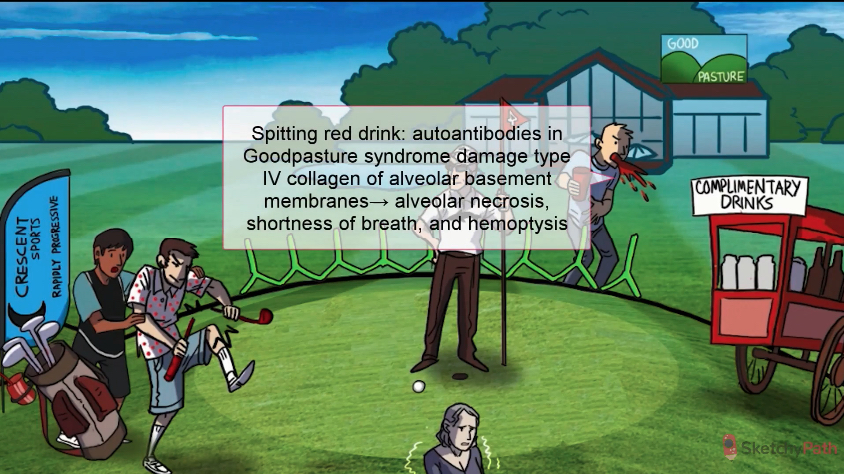 GOOD
PASTURE
Spitting red drink: autoantibodies in
Goodpasture syndrome damage type
IV collagen of alveolar basement
membranes→ alveolar necrosis,
shortness of breath, and hemoptysis
COMPLIMENTARY
DRINKS
CRESCENT
SPORTS
RAPIDLY PROGRESSIVE
SketchyPath